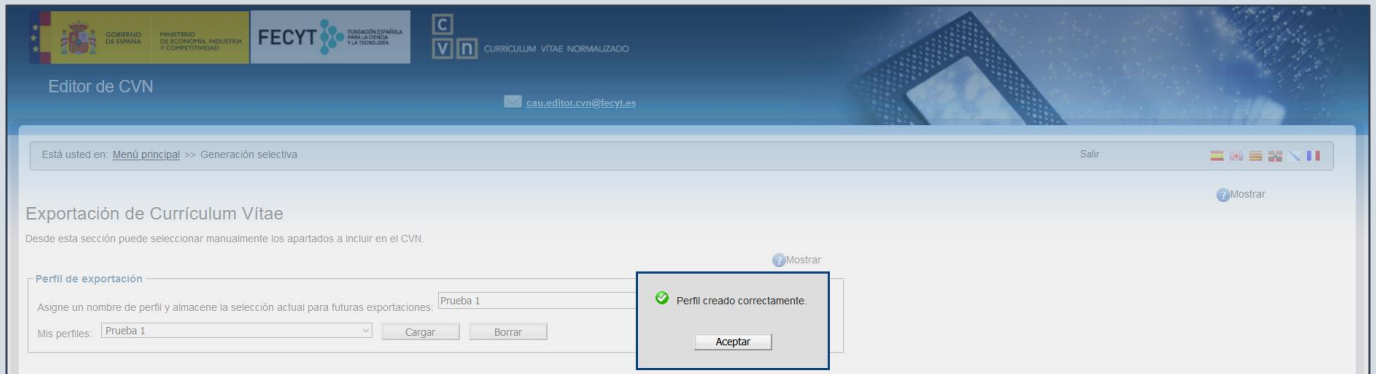 GOBIERNO
DE ESPAÑA
MINISTERIO
DE ECONOMÍA, INDUSTRIA
Y COMPETITIVIDAD
FECYT
FUNDACIÓN ESPAÑOLA
PARA LA CIENCIA
Y LA TECNOLOGÍA
C
v n CURRÍCULUM VÍTAE NORMALIZADO
Editor de CVN
cau.editor.cvn@fecyt.es
Está usted en: Menú principal >> Generación selectiva
Salir
Mostrar
Exportación de Currículum Vítae
Desde esta sección puede seleccionar manualmente los apartados a incluir en el CVN.
Mostrar
Perfil de exportación
Asigne un nombre de perfil y almacene la selección actual para futuras exportaciones: Prueba 1
Mis perfiles: Prueba 1 Cargar Borrar
Perfil creado correctamente.
Aceptar